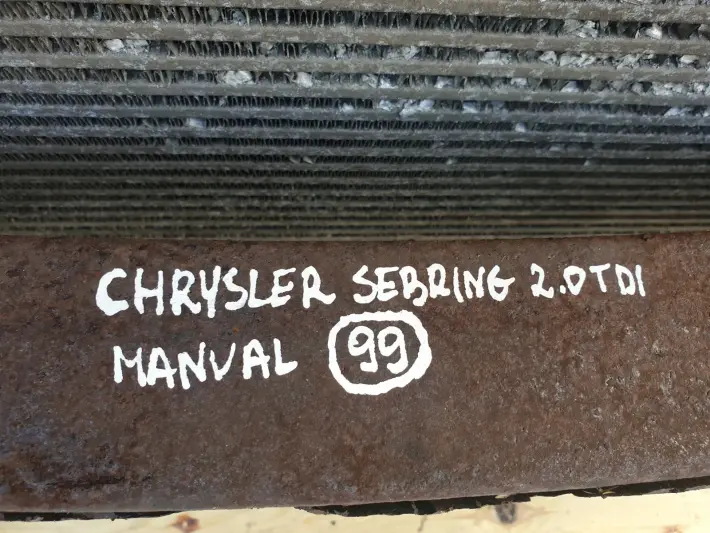 CHRYSLER SEBRING 2.0TDI
MANUAL 99